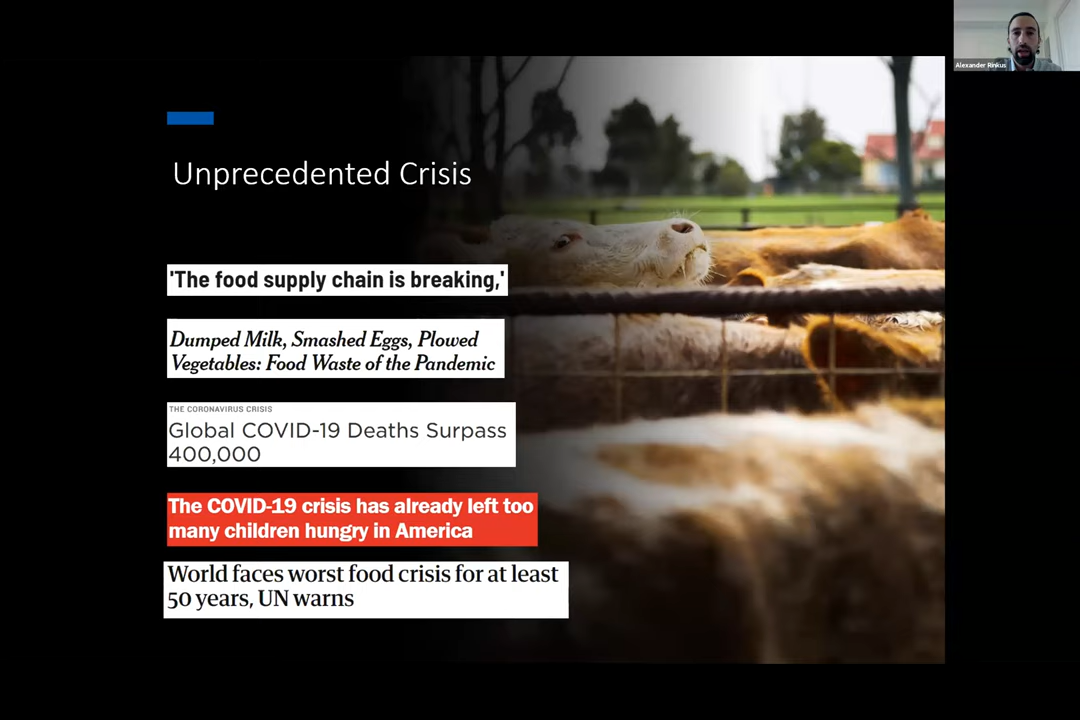 Alexander Rinkus
Unprecedented Crisis
'The food supply chain is breaking,'
Dumped Milk, Smashed Eggs, Plowed
Vegetables: Food Waste of the Pandemic
THE CORONAVIRUS CRISIS
Global COVID-19 Deaths Surpass
400,000
The COVID-19 crisis has already left too
many children hungry in America
World faces worst food crisis for at least
50 years, UN warns